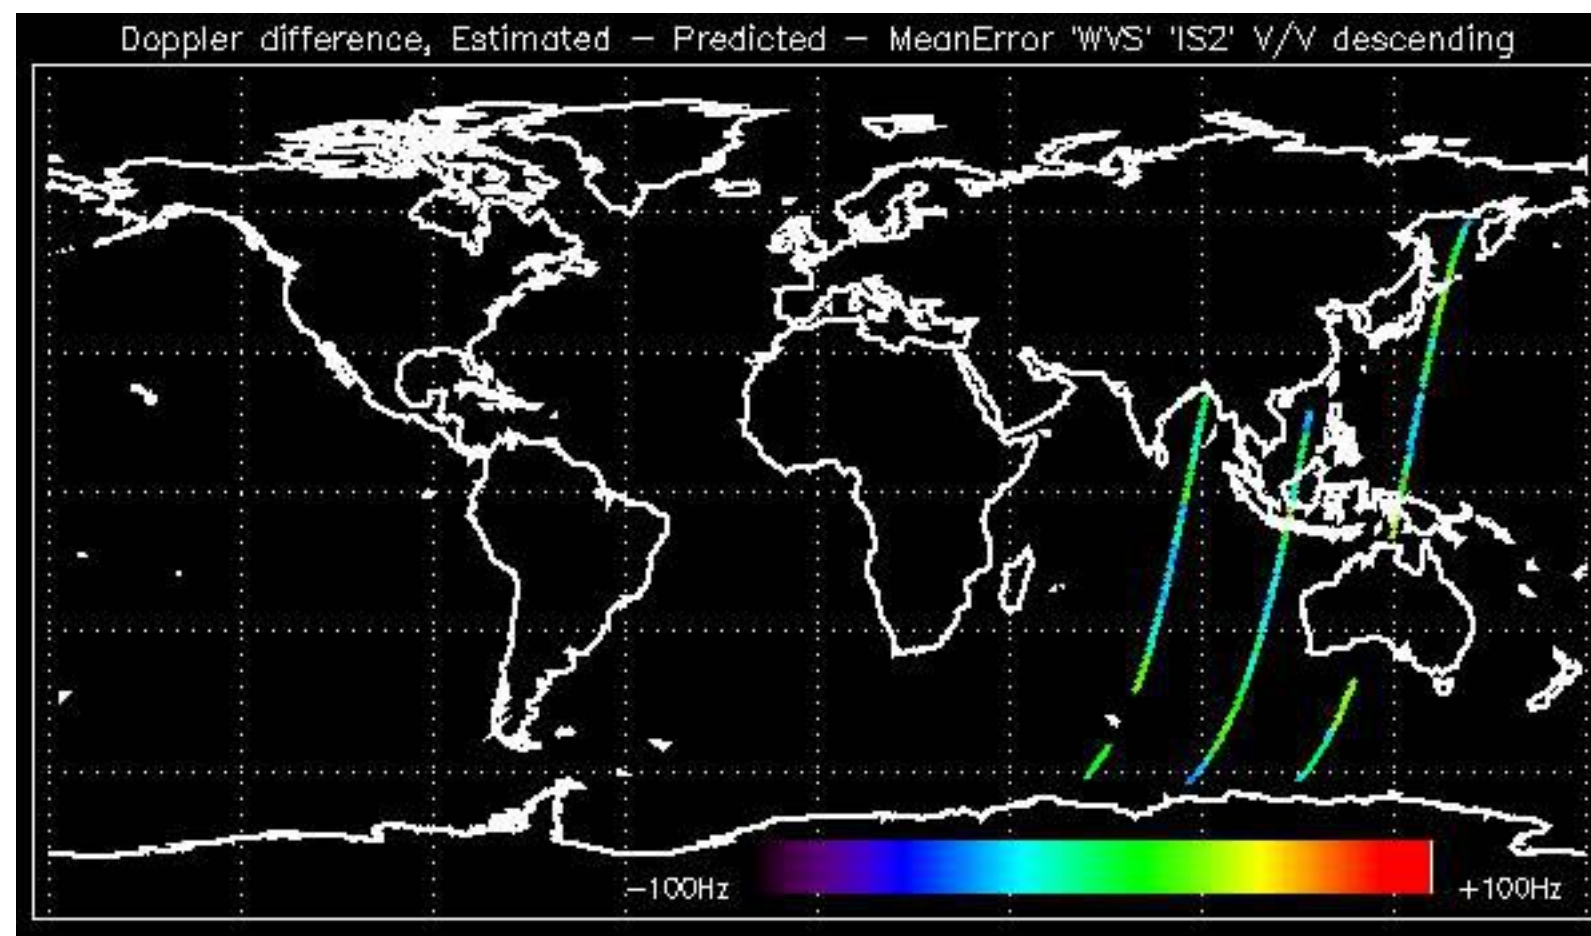 Doppler difference, Estimated − Predicted − MeanError 'WVS' 'IS2' V/V descending
−100Hz
+100Hz